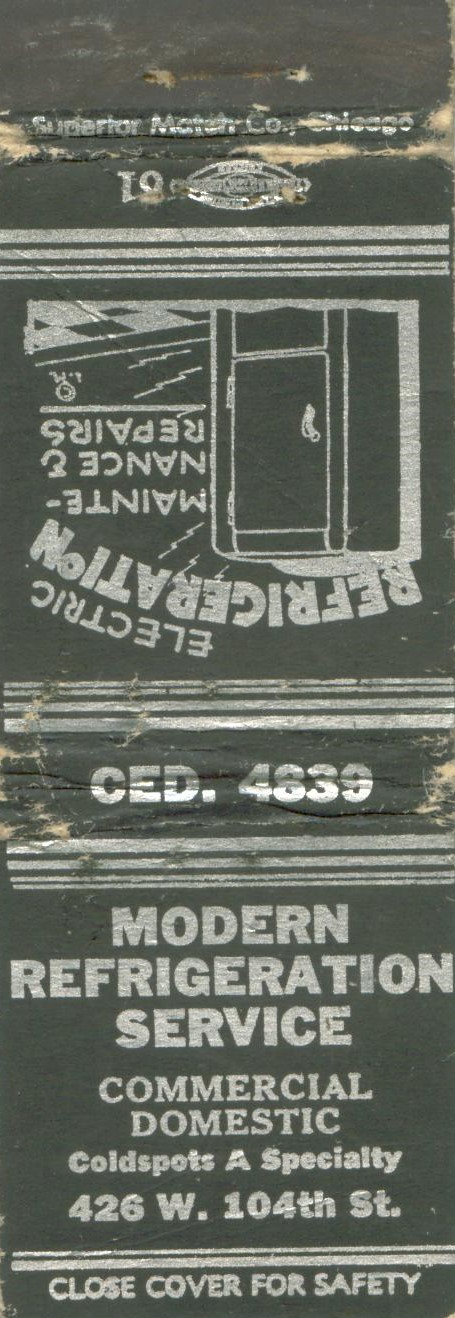 Superior Match Co., Chicago
10
ELECTRIC
REFRIGERATION
MAINTE-
NANCE &
REPAIRS
CED. 4839
MODERN
REFRIGERATION
SERVICE
COMMERCIAL
DOMESTIC
Coldspots A Specialty
426 W. 104th St.
CLOSE COVER FOR SAFETY